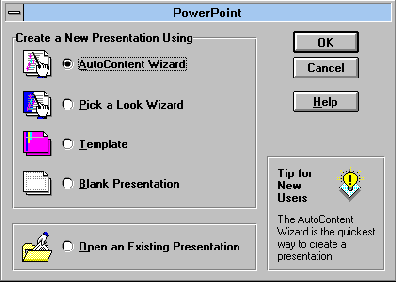 PowerPoint
Create a New Presentation Using
AutoContent Wizard
Pick a Look Wizard
Template
Blank Presentation
Open an Existing Presentation
OK
Cancel
Help
Tip for
New
Users
The AutoContent
Wizard is the quickest
way to create a
presentation